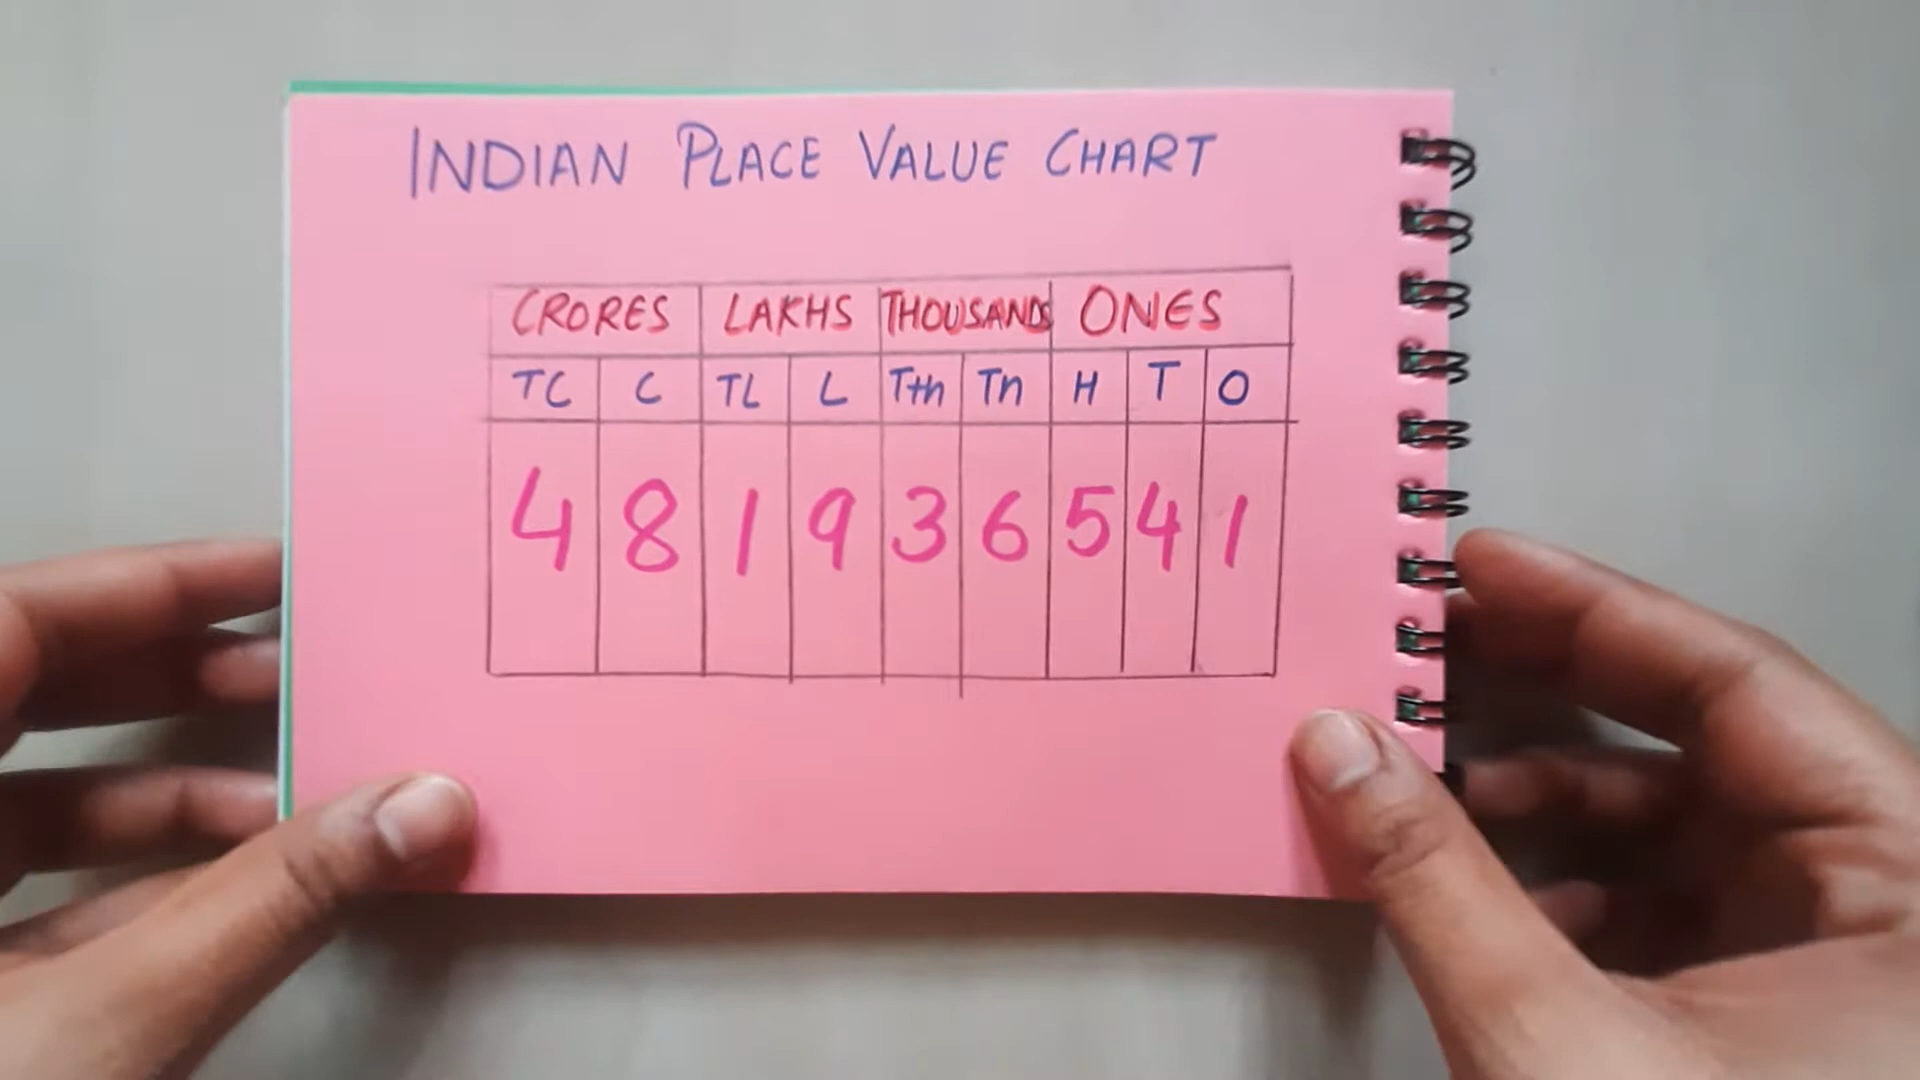 INDIAN PLACE VALUE CHART
CRORES LAKHS THOUSANDS ONES
TC C TL L Tth Th H T O
4 8 1 9 3 6 5 4 1